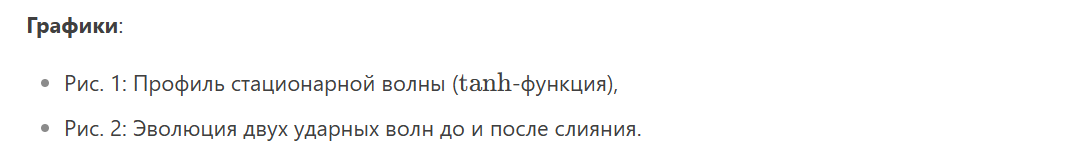 Графики:
• Рис. 1: Профиль стационарной волны (tanh-функция),
• Рис. 2: Эволюция двух ударных волн до и после слияния.